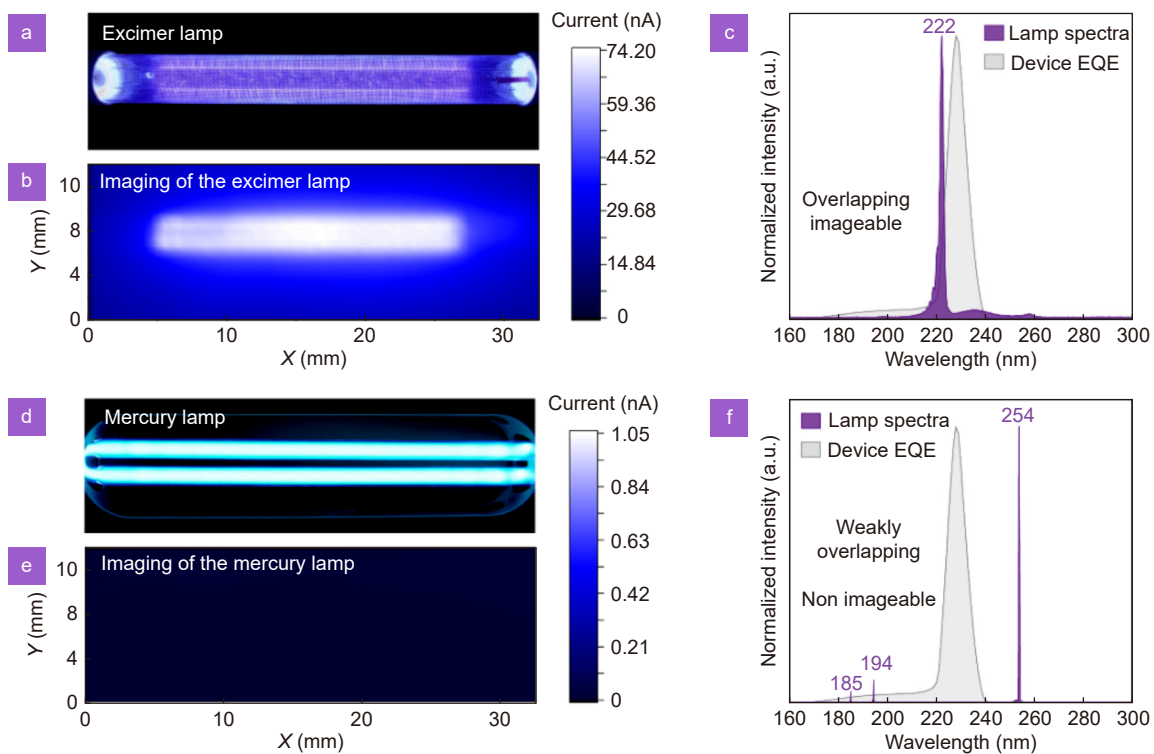 a
Excimer lamp
Current (nA)
74.20
59.36
44.52
29.68
14.84
0
b
Imaging of the excimer lamp
Y (mm)
10
8
4
0
0
10
20
30
X (mm)
c
222
Lamp spectra
Device EQE
Overlapping
imageable
Normalized intensity (a.u.)
160 180 200 220 240 260 280 300
Wavelength (nm)
d
Mercury lamp
Current (nA)
1.05
0.84
0.63
0.42
0.21
0
e
Imaging of the mercury lamp
Y (mm)
10
8
4
0
0
10
20
30
X (mm)
f
Lamp spectra
254
Device EQE
Weakly
overlapping
Non imageable
185
194
Normalized intensity (a.u.)
160 180 200 220 240 260 280 300
Wavelength (nm)